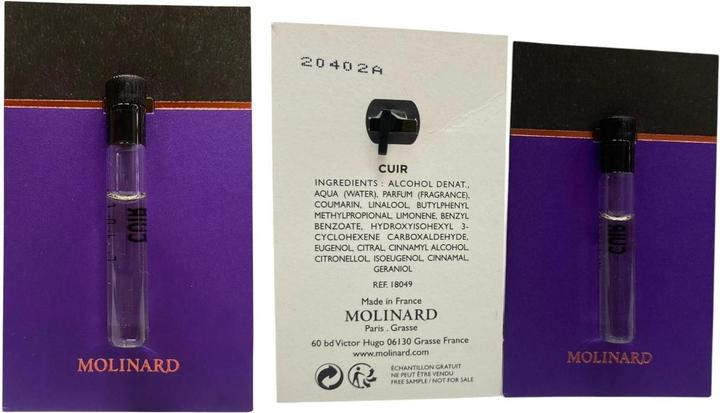 CUIR
MOLINARD
20402A
CUIR
INGREDIENTS : ALCOHOL DENAT.,
AQUA (WATER), PARFUM (FRAGRANCE),
COUMARIN, LINALOOL, BUTYLPHENYL
METHYLPROPIONAL, LIMONENE, BENZYL
BENZOATE, HYDROXYISOHEXYL 3-
CYCLOHEXENE CARBOXALDEHYDE,
EUGENOL, CITRAL, CINNAMYL ALCOHOL,
CITRONELLOL, ISOEUGENOL, CINNAMAL,
GERANIOL
REF. 18049
Made in France
MOLINARD
Paris . Grasse
60 bd Victor Hugo 06130 Grasse France
www.molinard.com
ÉCHANTILLON GRATUIT
NE PEUT ÊTRE VENDU
FREE SAMPLE / NOT FOR SALE
CUIR
MOLINARD